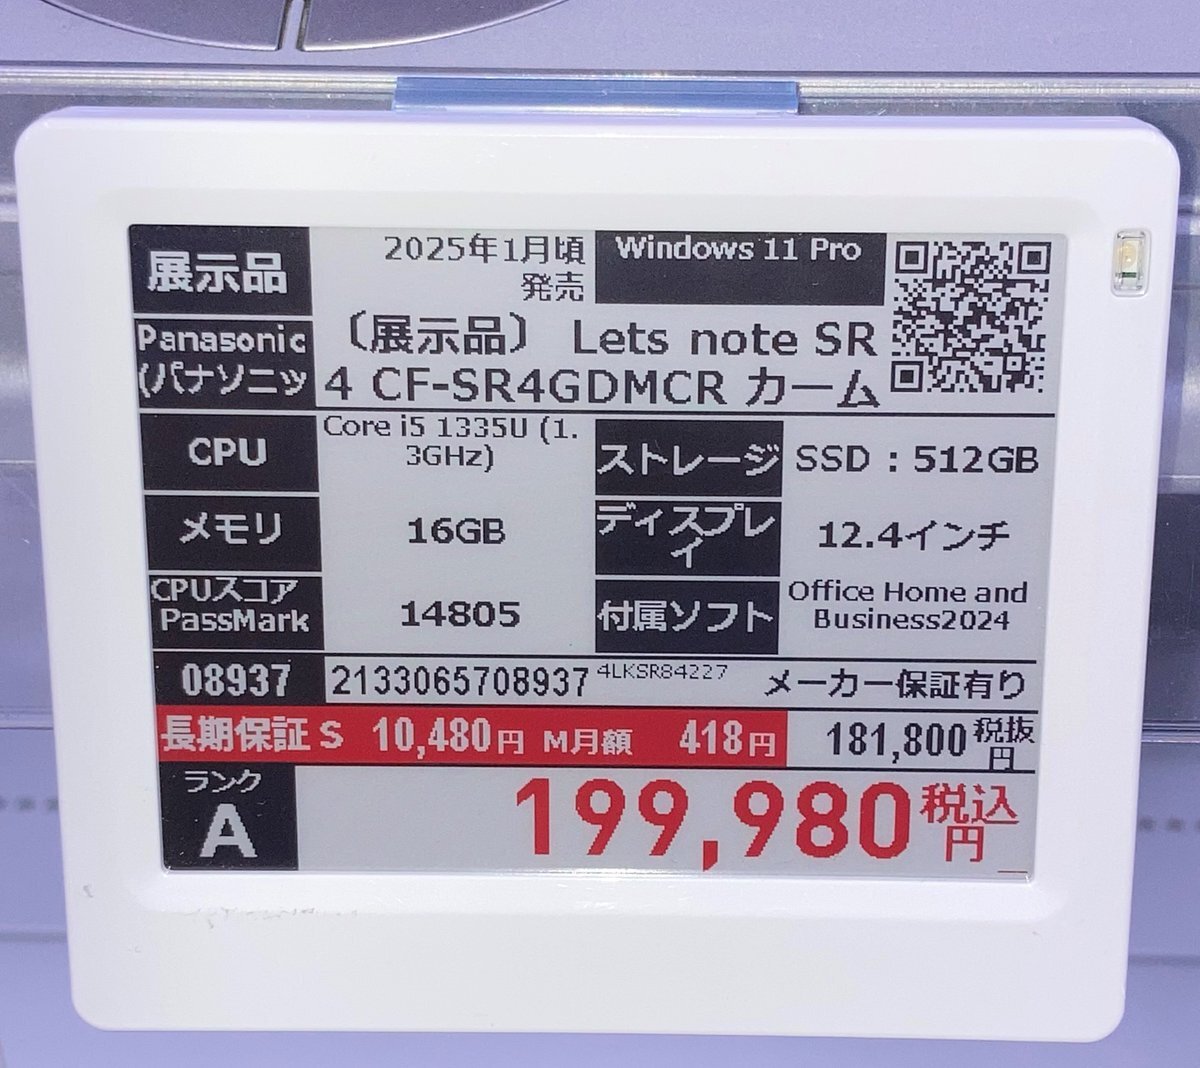 展示品
2025年1月頃
発売
Windows 11 Pro
Panasonic
(パナソニッ
〔展示品〕 Lets note SR
4 CF-SR4GDMCR カーム
CPU
Core i5 1335U (1.
3GHz)
ストレージ
SSD：512GB
メモリ
16GB
ディスプレ
イ
12.4インチ
CPUスコア
PassMark
14805
付属ソフト
Office Home and
Business2024
08937
2133065708937
4LKSR84227
メーカー保証有り
長期保証 S 10,480円 M月額 418円
181,800税抜
円
ランク
A
199,980税込
円